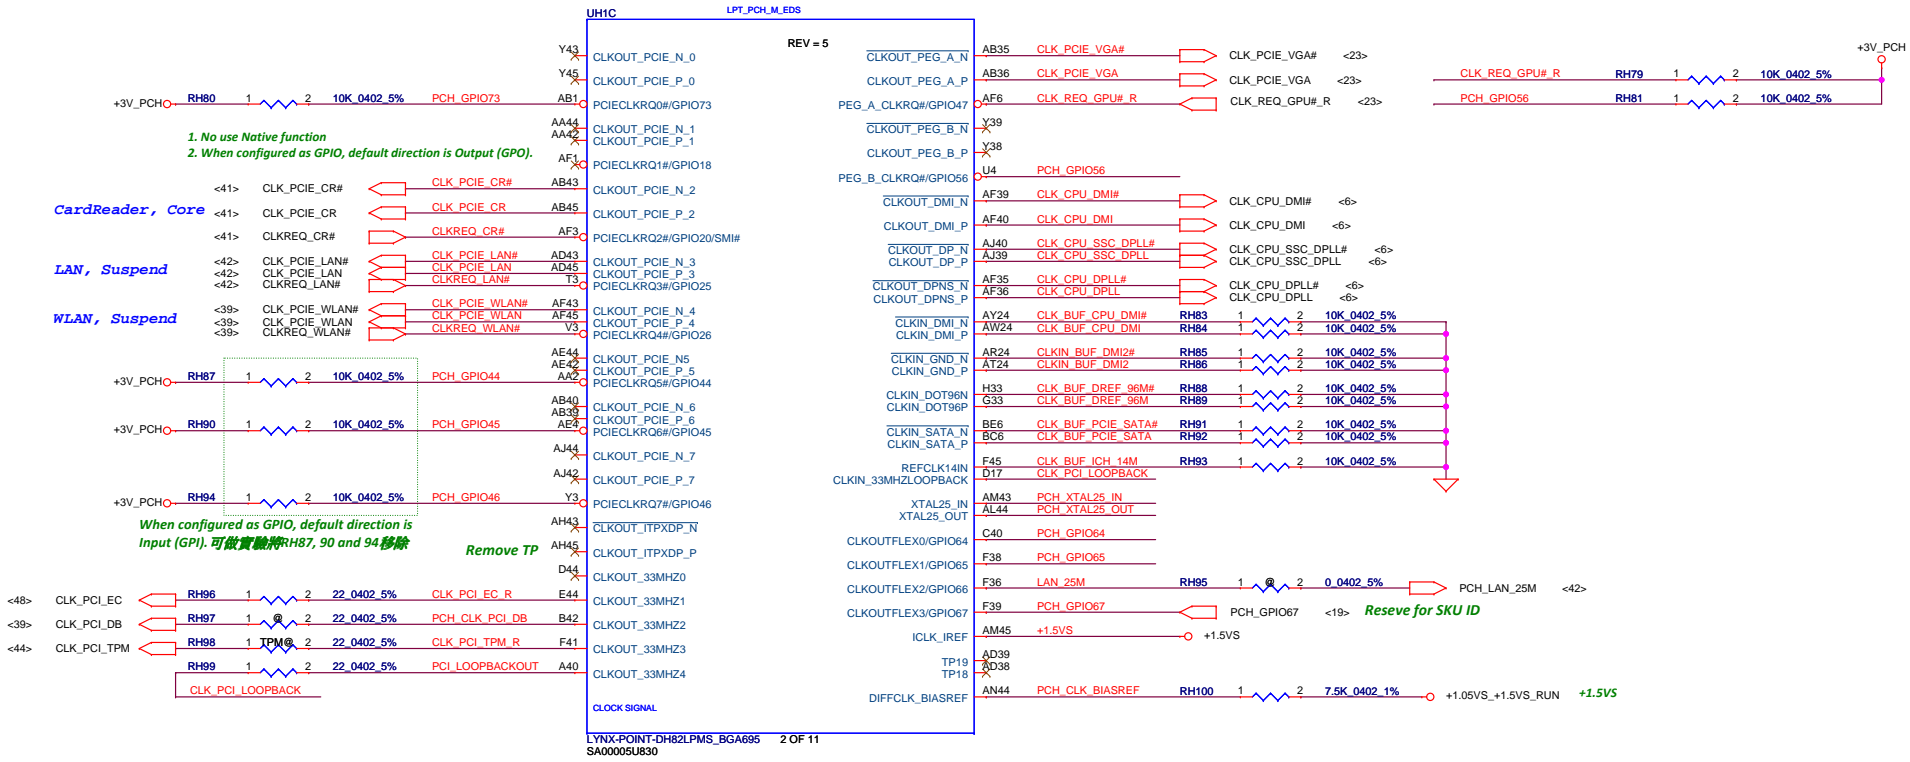 UH1C
LPT_PCH_M_EDS
REV = 5
Y43 CLKOUT_PCIE_N_0
Y45 CLKOUT_PCIE_P_0
+3V_PCH RH80 1 2 10K_0402_5% PCH_GPIO73 AB1 PCIECLKRQ0#/GPIO73
1. No use Native function
2. When configured as GPIO, default direction is Output (GPO).
AA44 CLKOUT_PCIE_N_1
AA42 CLKOUT_PCIE_P_1
AF1 PCIECLKRQ1#/GPIO18
CardReader, Core
<41> CLK_PCIE_CR# CLK_PCIE_CR# AB43 CLKOUT_PCIE_N_2
<41> CLK_PCIE_CR CLK_PCIE_CR AB45 CLKOUT_PCIE_P_2
<41> CLKREQ_CR# CLKREQ_CR# AF3 PCIECLKRQ2#/GPIO20/SMI#
LAN, Suspend
<42> CLK_PCIE_LAN# CLK_PCIE_LAN# AD43 CLKOUT_PCIE_N_3
<42> CLK_PCIE_LAN CLK_PCIE_LAN AD45 CLKOUT_PCIE_P_3
<42> CLKREQ_LAN# CLKREQ_LAN# T3 PCIECLKRQ3#/GPIO25
WLAN, Suspend
<39> CLK_PCIE_WLAN# CLK_PCIE_WLAN# AF43 CLKOUT_PCIE_N_4
<39> CLK_PCIE_WLAN CLK_PCIE_WLAN AF45 CLKOUT_PCIE_P_4
<39> CLKREQ_WLAN# CLKREQ_WLAN# V3 PCIECLKRQ4#/GPIO26
AE44 CLKOUT_PCIE_N5
AE42 CLKOUT_PCIE_P_5
+3V_PCH RH87 1 2 10K_0402_5% PCH_GPIO44 AA2 PCIECLKRQ5#/GPIO44
AB40 CLKOUT_PCIE_N_6
AB39 CLKOUT_PCIE_P_6
+3V_PCH RH90 1 2 10K_0402_5% PCH_GPIO45 AE4 PCIECLKRQ6#/GPIO45
AJ44 CLKOUT_PCIE_N_7
AJ42 CLKOUT_PCIE_P_7
+3V_PCH RH94 1 2 10K_0402_5% PCH_GPIO46 Y3 PCIECLKRQ7#/GPIO46
When configured as GPIO, default direction is
Input (GPI). 可做實驗將RH87, 90 and 94移除
Remove TP
AH43 CLKOUT_ITPXDP_N
AH45 CLKOUT_ITPXDP_P
D44 CLKOUT_33MHZ0
<48> CLK_PCI_EC RH96 1 2 22_0402_5% CLK_PCI_EC_R E44 CLKOUT_33MHZ1
<39> CLK_PCI_DB RH97 1 @ 2 22_0402_5% PCH_CLK_PCI_DB B42 CLKOUT_33MHZ2
<44> CLK_PCI_TPM RH98 1 TPM@ 2 22_0402_5% CLK_PCI_TPM_R F41 CLKOUT_33MHZ3
RH99 1 2 22_0402_5% PCI_LOOPBACKOUT A40 CLKOUT_33MHZ4
CLK_PCI_LOOPBACK
CLOCK SIGNAL
CLKOUT_PEG_A_N AB35 CLK_PCIE_VGA# CLK_PCIE_VGA# <23>
CLKOUT_PEG_A_P AB36 CLK_PCIE_VGA CLK_PCIE_VGA <23>
PEG_A_CLKRQ#/GPIO47 AF6 CLK_REQ_GPU#_R CLK_REQ_GPU#_R <23>
+3V_PCH
CLK_REQ_GPU#_R RH79 1 2 10K_0402_5%
PCH_GPIO56 RH81 1 2 10K_0402_5%
CLKOUT_PEG_B_N Y39
CLKOUT_PEG_B_P Y38
PEG_B_CLKRQ#/GPIO56 U4 PCH_GPIO56
CLKOUT_DMI_N AF39 CLK_CPU_DMI# CLK_CPU_DMI# <6>
CLKOUT_DMI_P AF40 CLK_CPU_DMI CLK_CPU_DMI <6>
CLKOUT_DP_N AJ40 CLK_CPU_SSC_DPLL# CLK_CPU_SSC_DPLL# <6>
CLKOUT_DP_P AJ39 CLK_CPU_SSC_DPLL CLK_CPU_SSC_DPLL <6>
CLKOUT_DPNS_N AF35 CLK_CPU_DPLL# CLK_CPU_DPLL# <6>
CLKOUT_DPNS_P AF36 CLK_CPU_DPLL CLK_CPU_DPLL <6>
CLKIN_DMI_N AY24 CLK_BUF_CPU_DMI# RH83 1 2 10K_0402_5%
CLKIN_DMI_P AW24 CLK_BUF_CPU_DMI RH84 1 2 10K_0402_5%
CLKIN_GND_N AR24 CLKIN_BUF_DMI2# RH85 1 2 10K_0402_5%
CLKIN_GND_P AT24 CLKIN_BUF_DMI2 RH86 1 2 10K_0402_5%
CLKIN_DOT96N H33 CLK_BUF_DREF_96M# RH88 1 2 10K_0402_5%
CLKIN_DOT96P G33 CLK_BUF_DREF_96M RH89 1 2 10K_0402_5%
CLKIN_SATA_N BE6 CLK_BUF_PCIE_SATA# RH91 1 2 10K_0402_5%
CLKIN_SATA_P BC6 CLK_BUF_PCIE_SATA RH92 1 2 10K_0402_5%
REFCLK14IN F45 CLK_BUF_ICH_14M RH93 1 2 10K_0402_5%
CLKIN_33MHZLOOPBACK D17 CLK_PCI_LOOPBACK
XTAL25_IN AM43 PCH_XTAL25_IN
XTAL25_OUT AL44 PCH_XTAL25_OUT
CLKOUTFLEX0/GPIO64 C40 PCH_GPIO64
CLKOUTFLEX1/GPIO65 F38 PCH_GPIO65
CLKOUTFLEX2/GPIO66 F36 LAN_25M RH95 1 @ 2 0_0402_5% PCH_LAN_25M <42>
CLKOUTFLEX3/GPIO67 F39 PCH_GPIO67 PCH_GPIO67 <19> Reseve for SKU ID
ICLK_IREF AM45 +1.5VS +1.5VS
TP19 AD39
TP18 AD38
DIFFCLK_BIASREF AN44 PCH_CLK_BIASREF RH100 1 2 7.5K_0402_1% +1.05VS_+1.5VS_RUN +1.5VS
LYNX-POINT-DH82LPMS_BGA695 2 OF 11
SA00005U830